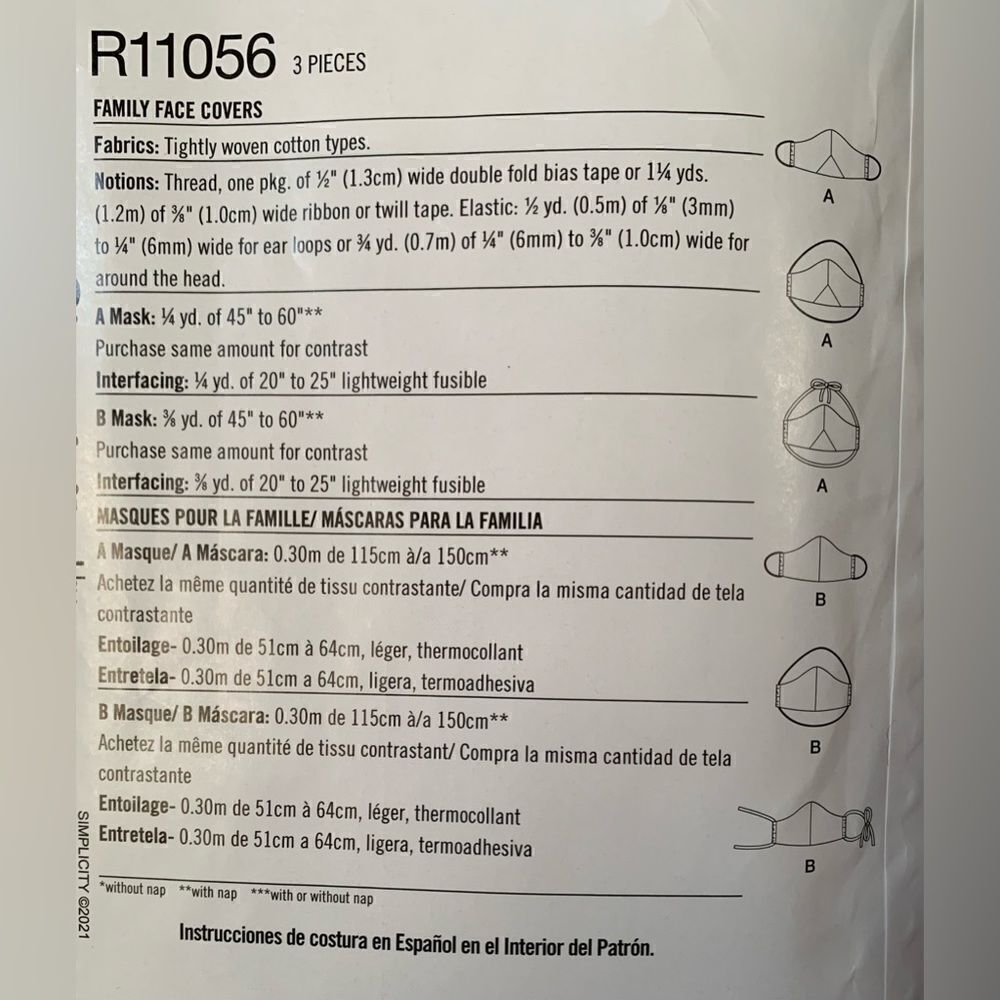 R11056 3 PIECES
FAMILY FACE COVERS
Fabrics: Tightly woven cotton types.
Notions: Thread, one pkg. of ½" (1.3cm) wide double fold bias tape or 1¼ yds.
(1.2m) of ⅜" (1.0cm) wide ribbon or twill tape. Elastic: ½ yd. (0.5m) of ⅛" (3mm)
to ¼" (6mm) wide for ear loops or ¾ yd. (0.7m) of ¼" (6mm) to ⅜" (1.0cm) wide for
around the head.
A Mask: ¼ yd. of 45" to 60"**
Purchase same amount for contrast
Interfacing: ¼ yd. of 20" to 25" lightweight fusible
B Mask: ⅜ yd. of 45" to 60"**
Purchase same amount for contrast
Interfacing: ⅜ yd. of 20" to 25" lightweight fusible
MASQUES POUR LA FAMILLE/ MÁSCARAS PARA LA FAMILIA
A Masque/ A Máscara: 0.30m de 115cm à/a 150cm**
Achetez la même quantité de tissu contrastante/ Compra la misma cantidad de tela
contrastante
Entoilage- 0.30m de 51cm à 64cm, léger, thermocollant
Entretela- 0.30m de 51cm a 64cm, ligera, termoadhesiva
B Masque/ B Máscara: 0.30m de 115cm à/a 150cm**
Achetez la même quantité de tissu contrastant/ Compra la misma cantidad de tela
contrastante
Entoilage- 0.30m de 51cm à 64cm, léger, thermocollant
Entretela- 0.30m de 51cm a 64cm, ligera, termoadhesiva
*without nap **with nap ***with or without nap
Instrucciones de costura en Español en el Interior del Patrón.
SIMPLICITY ©2021
A
A
A
B
B
B